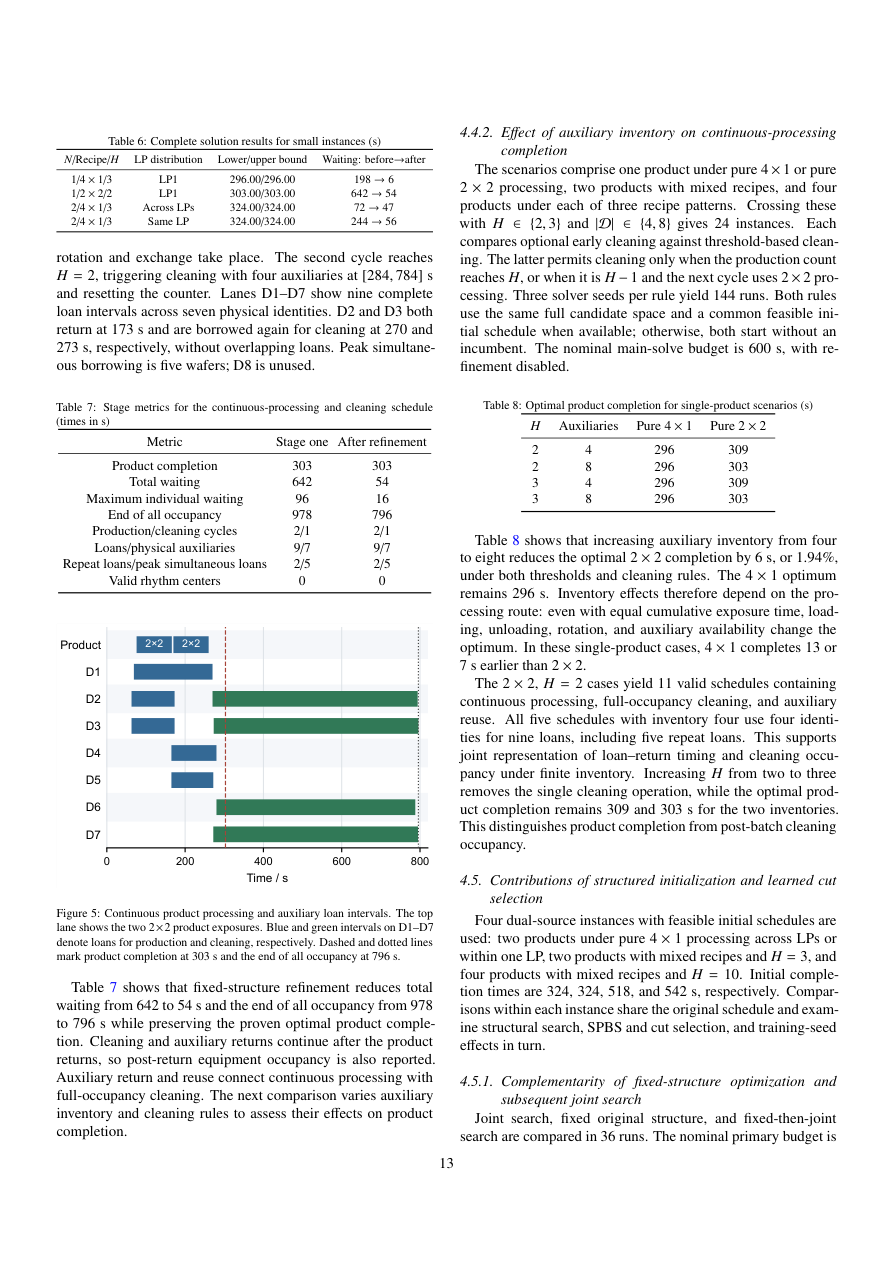 Table 6: Complete solution results for small instances (s)
N/Recipe/H LP distribution Lower/upper bound Waiting: before→after
1/4 × 1/3 LP1 296.00/296.00 198 → 6
1/2 × 2/2 LP1 303.00/303.00 642 → 54
2/4 × 1/3 Across LPs 324.00/324.00 72 → 47
2/4 × 1/3 Same LP 324.00/324.00 244 → 56
rotation and exchange take place. The second cycle reaches
H = 2, triggering cleaning with four auxiliaries at [284, 784] s
and resetting the counter. Lanes D1–D7 show nine complete
loan intervals across seven physical identities. D2 and D3 both
return at 173 s and are borrowed again for cleaning at 270 and
273 s, respectively, without overlapping loans. Peak simultane-
ous borrowing is five wafers; D8 is unused.
Table 7: Stage metrics for the continuous-processing and cleaning schedule
(times in s)
Metric Stage one After refinement
Product completion 303 303
Total waiting 642 54
Maximum individual waiting 96 16
End of all occupancy 978 796
Production/cleaning cycles 2/1 2/1
Loans/physical auxiliaries 9/7 9/7
Repeat loans/peak simultaneous loans 2/5 2/5
Valid rhythm centers 0 0
Product 2×2 2×2
D1
D2
D3
D4
D5
D6
D7
0 200 400 600 800
Time / s
Figure 5: Continuous product processing and auxiliary loan intervals. The top
lane shows the two 2×2 product exposures. Blue and green intervals on D1–D7
denote loans for production and cleaning, respectively. Dashed and dotted lines
mark product completion at 303 s and the end of all occupancy at 796 s.
Table 7 shows that fixed-structure refinement reduces total
waiting from 642 to 54 s and the end of all occupancy from 978
to 796 s while preserving the proven optimal product comple-
tion. Cleaning and auxiliary returns continue after the product
returns, so post-return equipment occupancy is also reported.
Auxiliary return and reuse connect continuous processing with
full-occupancy cleaning. The next comparison varies auxiliary
inventory and cleaning rules to assess their effects on product
completion.
4.4.2. Effect of auxiliary inventory on continuous-processing
completion
The scenarios comprise one product under pure 4 × 1 or pure
2 × 2 processing, two products with mixed recipes, and four
products under each of three recipe patterns. Crossing these
with H ∈ {2, 3} and |D| ∈ {4, 8} gives 24 instances. Each
compares optional early cleaning against threshold-based clean-
ing. The latter permits cleaning only when the production count
reaches H, or when it is H − 1 and the next cycle uses 2 × 2 pro-
cessing. Three solver seeds per rule yield 144 runs. Both rules
use the same full candidate space and a common feasible ini-
tial schedule when available; otherwise, both start without an
incumbent. The nominal main-solve budget is 600 s, with re-
finement disabled.
Table 8: Optimal product completion for single-product scenarios (s)
H Auxiliaries Pure 4 × 1 Pure 2 × 2
2 4 296 309
2 8 296 303
3 4 296 309
3 8 296 303
Table 8 shows that increasing auxiliary inventory from four
to eight reduces the optimal 2 × 2 completion by 6 s, or 1.94%,
under both thresholds and cleaning rules. The 4 × 1 optimum
remains 296 s. Inventory effects therefore depend on the pro-
cessing route: even with equal cumulative exposure time, load-
ing, unloading, rotation, and auxiliary availability change the
optimum. In these single-product cases, 4 × 1 completes 13 or
7 s earlier than 2 × 2.
The 2 × 2, H = 2 cases yield 11 valid schedules containing
continuous processing, full-occupancy cleaning, and auxiliary
reuse. All five schedules with inventory four use four identi-
ties for nine loans, including five repeat loans. This supports
joint representation of loan–return timing and cleaning occu-
pancy under finite inventory. Increasing H from two to three
removes the single cleaning operation, while the optimal prod-
uct completion remains 309 and 303 s for the two inventories.
This distinguishes product completion from post-batch cleaning
occupancy.
4.5. Contributions of structured initialization and learned cut
selection
Four dual-source instances with feasible initial schedules are
used: two products under pure 4 × 1 processing across LPs or
within one LP, two products with mixed recipes and H = 3, and
four products with mixed recipes and H = 10. Initial comple-
tion times are 324, 324, 518, and 542 s, respectively. Compar-
isons within each instance share the original schedule and exam-
ine structural search, SPBS and cut selection, and training-seed
effects in turn.
4.5.1. Complementarity of fixed-structure optimization and
subsequent joint search
Joint search, fixed original structure, and fixed-then-joint
search are compared in 36 runs. The nominal primary budget is
13